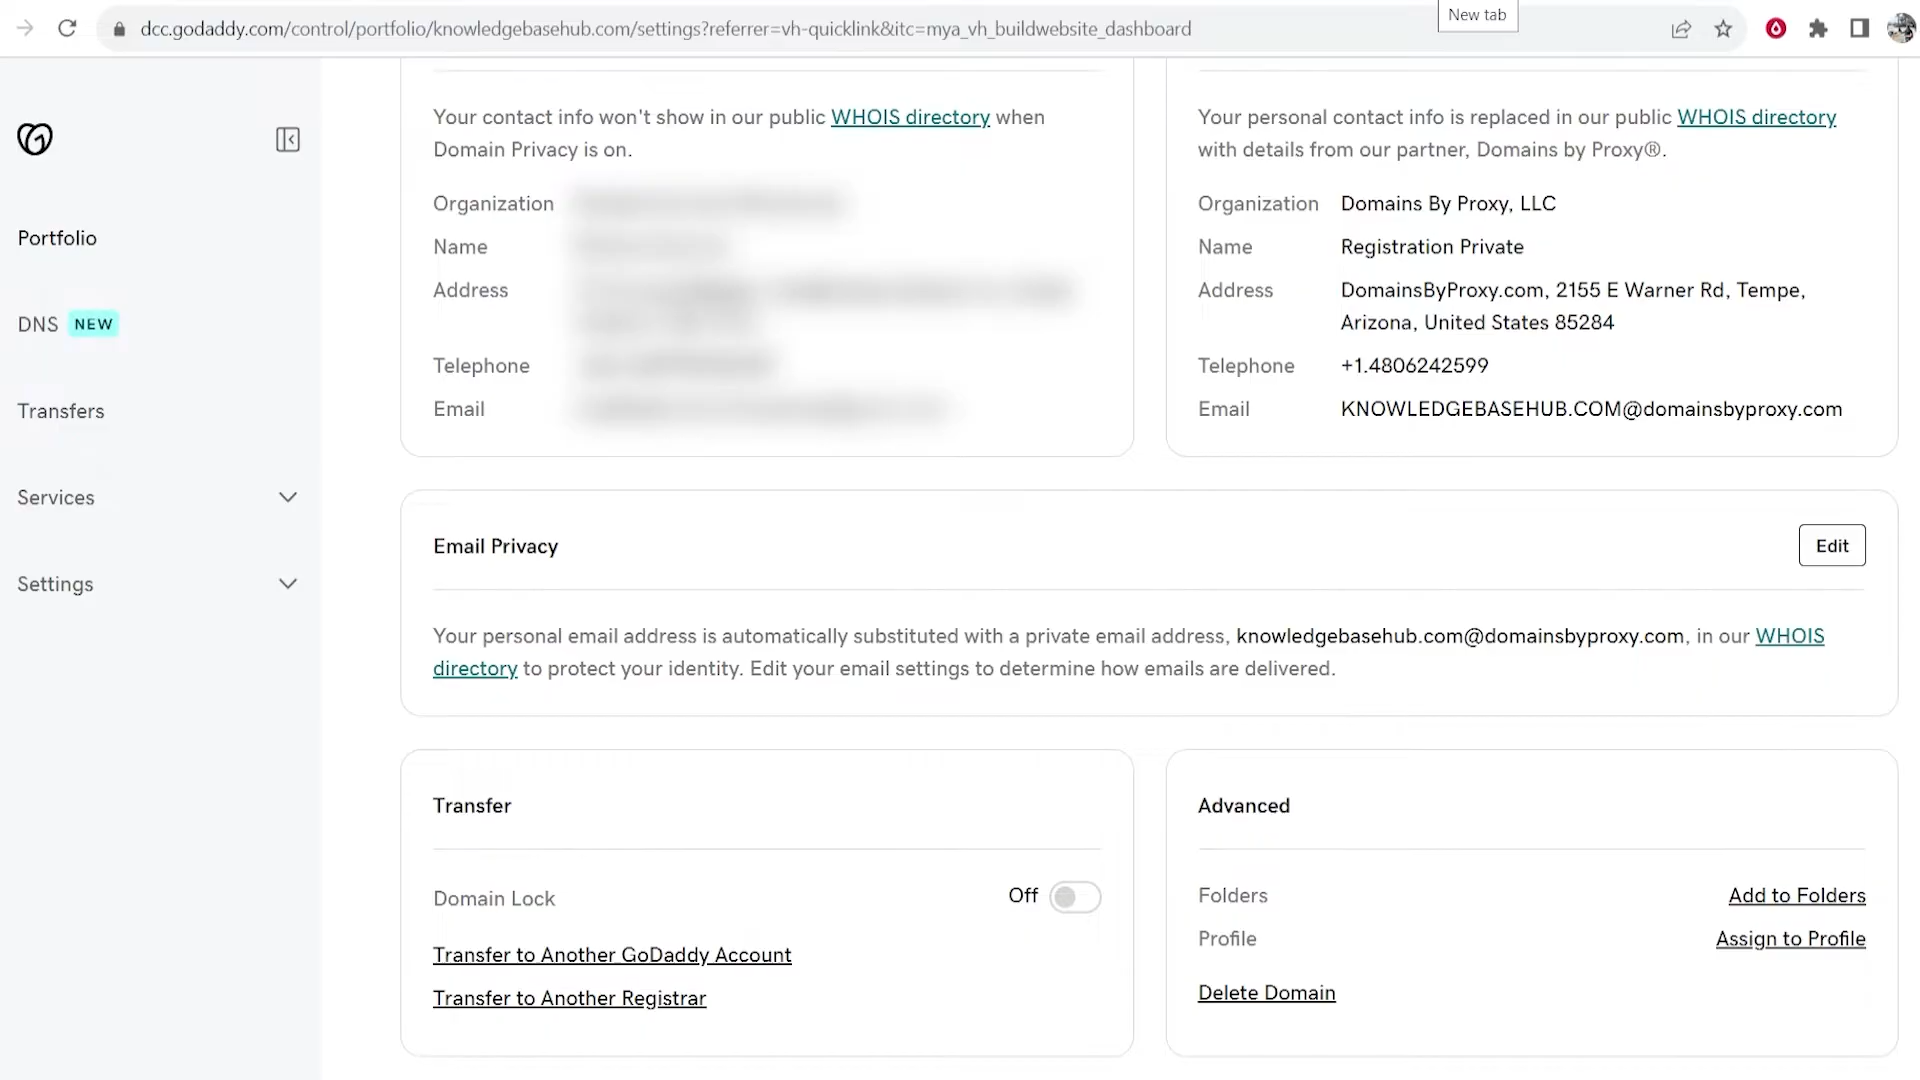 New tab
dcc.godaddy.com/control/portfolio/knowledgebasehub.com/settings?referrer=vh-quicklink&itc=mya_vh_buildwebsite_dashboard
Portfolio
DNS NEW
Transfers
Services
Settings
Your contact info won't show in our public WHOIS directory when
Domain Privacy is on.
Organization
Name
Address
Telephone
Email
Your personal contact info is replaced in our public WHOIS directory
with details from our partner, Domains by Proxy®.
Organization Domains By Proxy, LLC
Name Registration Private
Address DomainsByProxy.com, 2155 E Warner Rd, Tempe,
Arizona, United States 85284
Telephone +1.4806242599
Email KNOWLEDGEBASEHUB.COM@domainsbyproxy.com
Email Privacy
Edit
Your personal email address is automatically substituted with a private email address, knowledgebasehub.com@domainsbyproxy.com, in our WHOIS
directory to protect your identity. Edit your email settings to determine how emails are delivered.
Transfer
Domain Lock Off
Transfer to Another GoDaddy Account
Transfer to Another Registrar
Advanced
Folders Add to Folders
Profile Assign to Profile
Delete Domain